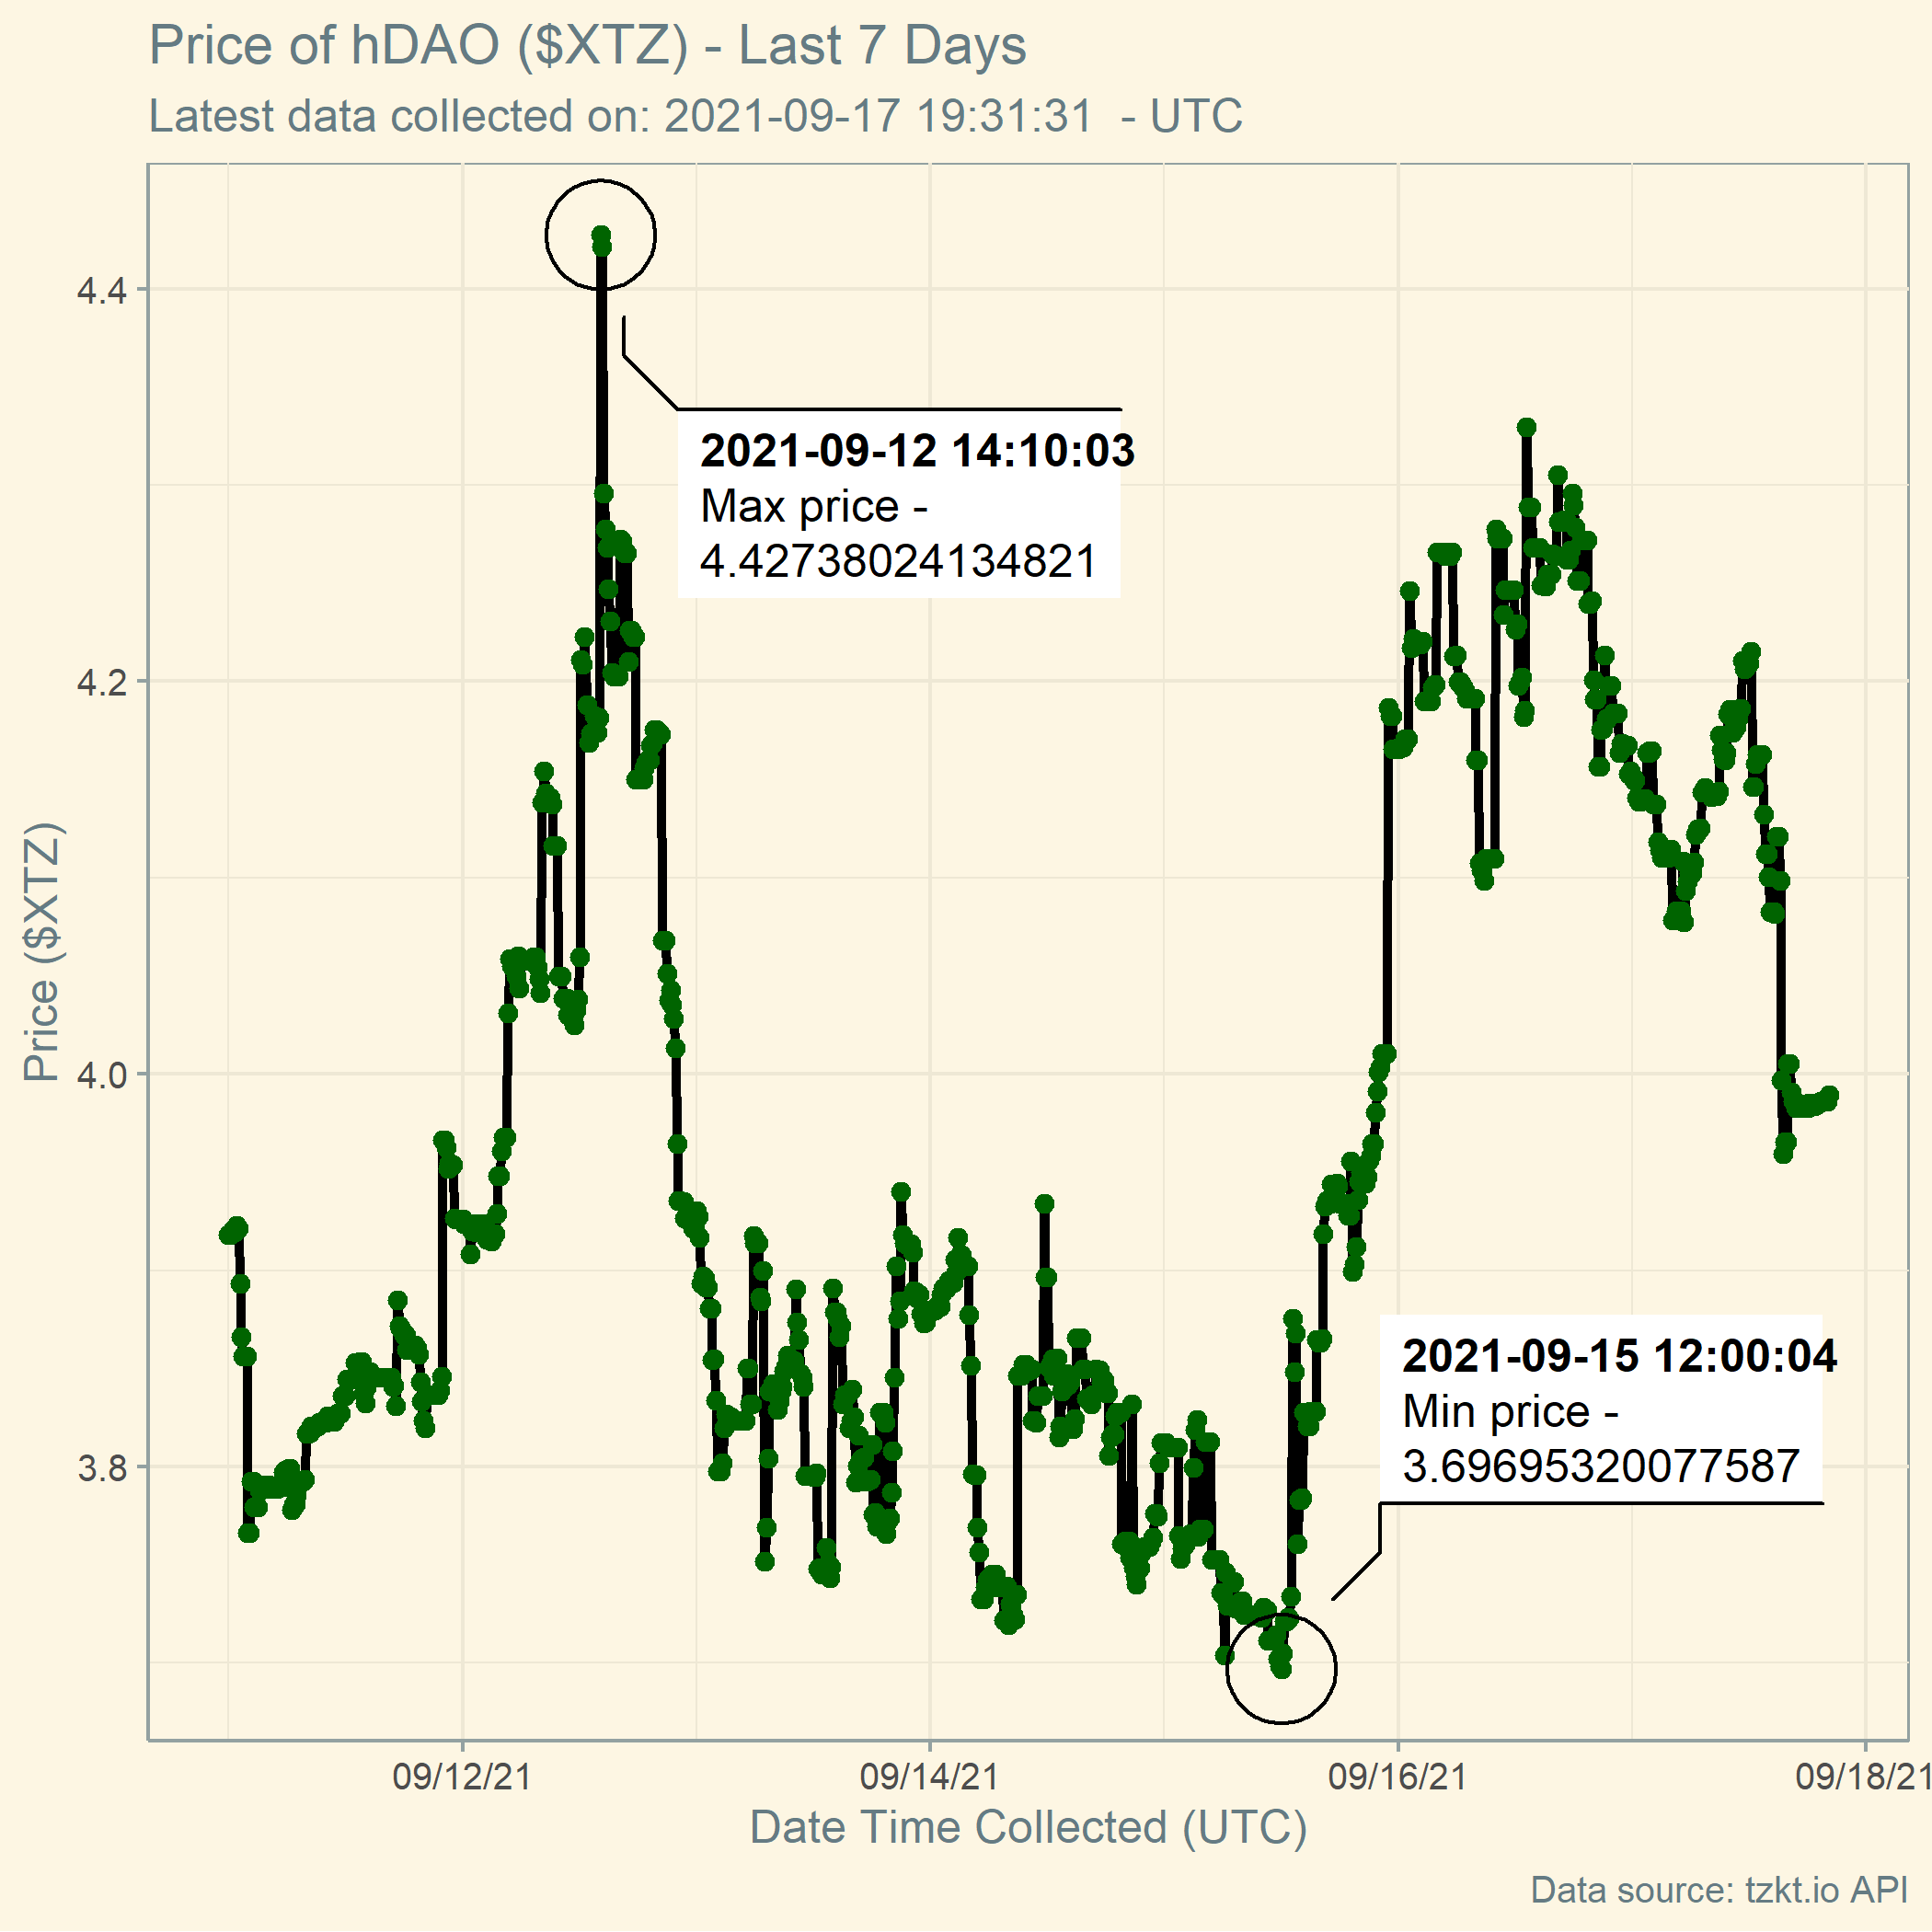 Price of hDAO ($XTZ) - Last 7 Days
Latest data collected on: 2021-09-17 19:31:31  - UTC
4.4
4.2
4.0
3.8
Price ($XTZ)
2021-09-12 14:10:03
Max price -
4.42738024134821
2021-09-15 12:00:04
Min price -
3.69695320077587
09/12/21
09/14/21
09/16/21
09/18/21
Date Time Collected (UTC)
Data source: tzkt.io API